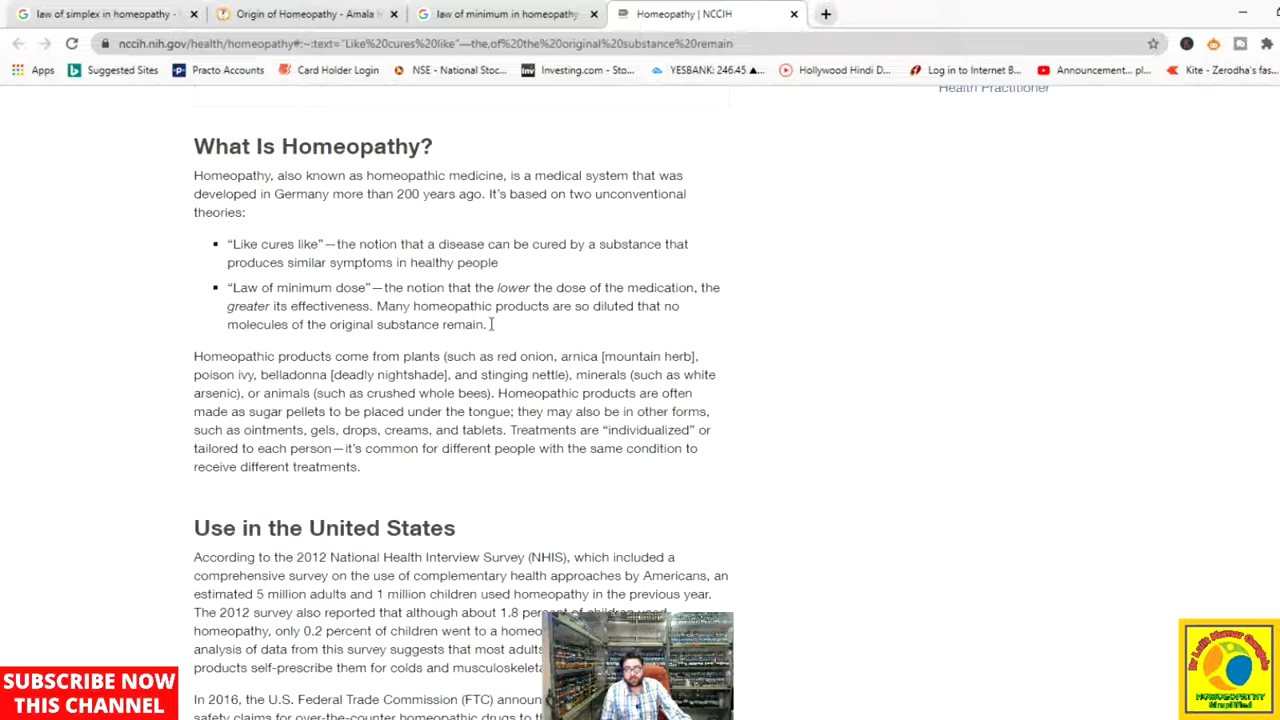 law of simplex in homeopathy -
Origin of Homeopathy - Amala
law of minimum in homeopathy
Homeopathy | NCCIH
nccih.nih.gov/health/homeopathy#:~:text="Like%20cures%20like"—the,of%20the%20original%20substance%20remain
Apps
Suggested Sites
Practo Accounts
Card Holder Login
NSE - National Stoc...
Investing.com - Sto...
YESBANK: 246.45 ▲...
Hollywood Hindi D...
Log in to Internet B...
Announcement... pl...
Kite - Zerodha's fas...
Health Practitioner
What Is Homeopathy?
Homeopathy, also known as homeopathic medicine, is a medical system that was
developed in Germany more than 200 years ago. It's based on two unconventional
theories:
"Like cures like"—the notion that a disease can be cured by a substance that
produces similar symptoms in healthy people
"Law of minimum dose"—the notion that the lower the dose of the medication, the
greater its effectiveness. Many homeopathic products are so diluted that no
molecules of the original substance remain.
Homeopathic products come from plants (such as red onion, arnica [mountain herb],
poison ivy, belladonna [deadly nightshade], and stinging nettle), minerals (such as white
arsenic), or animals (such as crushed whole bees). Homeopathic products are often
made as sugar pellets to be placed under the tongue; they may also be in other forms,
such as ointments, gels, drops, creams, and tablets. Treatments are "individualized" or
tailored to each person—it's common for different people with the same condition to
receive different treatments.
Use in the United States
According to the 2012 National Health Interview Survey (NHIS), which included a
comprehensive survey on the use of complementary health approaches by Americans, an
estimated 5 million adults and 1 million children used homeopathy in the previous year.
The 2012 survey also reported that although about 1.8 percent of children used
homeopathy, only 0.2 percent of children went to a homeo
analysis of data from this survey suggests that most adults
products self-prescribe them for
and musculoskeleta
In 2016, the U.S. Federal Trade Commission (FTC) announ
safety claims for over-the-counter homeopathic drugs to t
SUBSCRIBE NOW
THIS CHANNEL
HOMOEOPATHY
Simplified